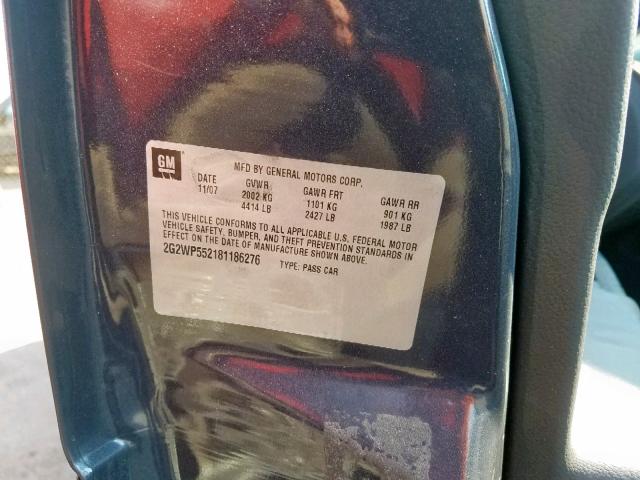 GM
MFD BY GENERAL MOTORS CORP.
DATE GVWR GAWR FRT GAWR RR
11/07 2002 KG 1101 KG 901 KG
4414 LB 2427 LB 1987 LB
THIS VEHICLE CONFORMS TO ALL APPLICABLE U.S. FEDERAL MOTOR
VEHICLE SAFETY, BUMPER, AND THEFT PREVENTION STANDARDS IN
EFFECT ON THE DATE OF MANUFACTURE SHOWN ABOVE.
2G2WP552181186276 TYPE: PASS CAR